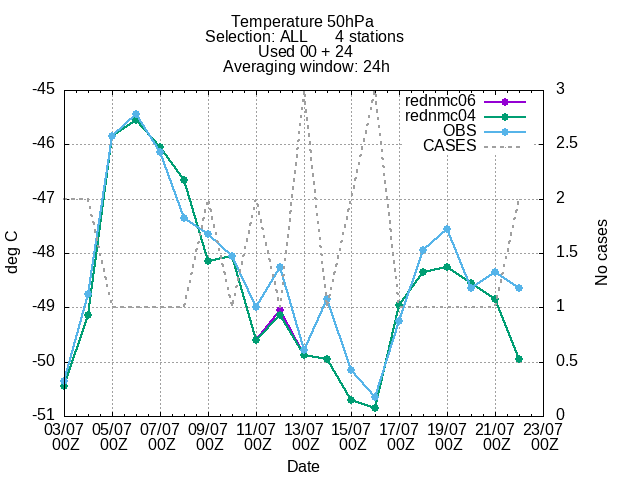 Temperature 50hPa
Selection: ALL 4 stations
Used 00 + 24
Averaging window: 24h
-45 3
rednmc06
rednmc04
OBS
CASES
-46 2.5
-47 2
-48 1.5
-49 1
-50 0.5
-51 0
deg C
No cases
03/07 05/07 07/07 09/07 11/07 13/07 15/07 17/07 19/07 21/07 23/07
00Z 00Z 00Z 00Z 00Z 00Z 00Z 00Z 00Z 00Z 00Z
Date